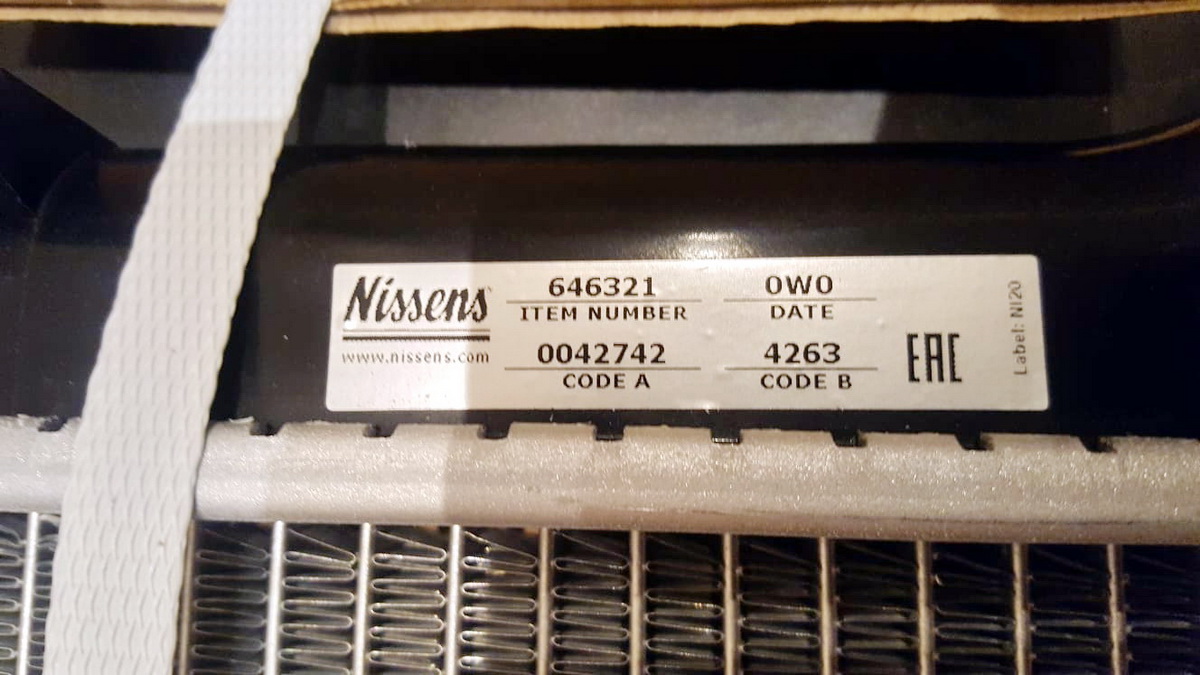 Nissens
www.nissens.com
646321
ITEM NUMBER
0W0
DATE
0042742
CODE A
4263
CODE B
EAC
Label: NI20